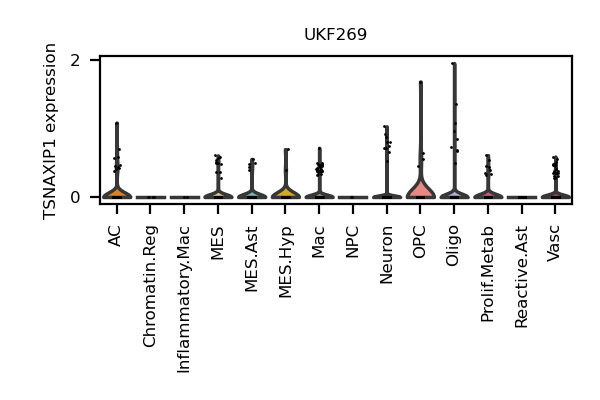 UKF269
TSNAXIP1 expression
2
0
AC
Chromatin.Reg
Inflammatory.Mac
MES
MES.Ast
MES.Hyp
Mac
NPC
Neuron
OPC
Oligo
Prolif.Metab
Reactive.Ast
Vasc